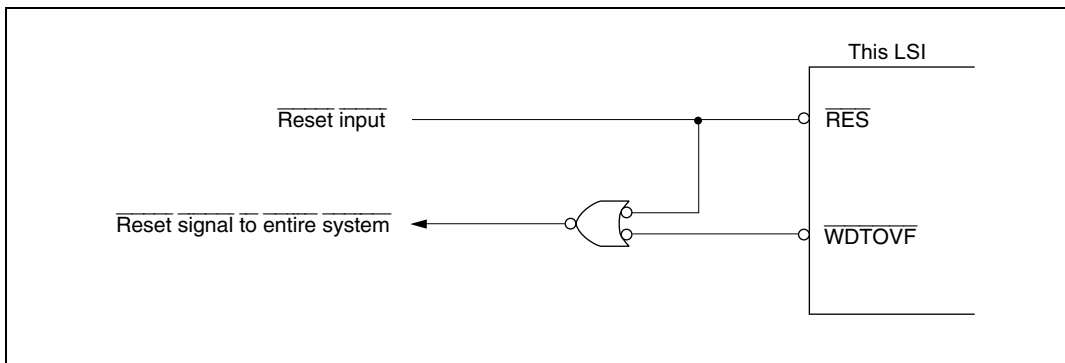 This LSI
Reset input
RES
Reset signal to entire system
WDTOVF